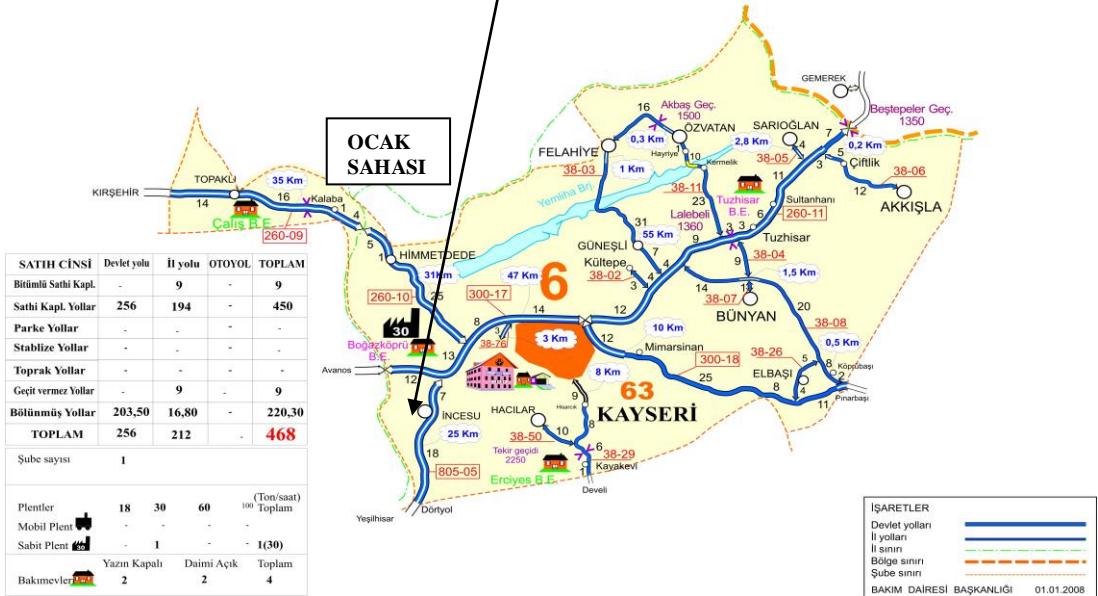 GEMEREK
Beştepeler Geç.
1350
Akbaş Geç.
1500
16
ÖZVATAN
SARIOĞLAN
7
0,3 Km
2,8 Km
0,2 Km
OCAK
SAHASI
FELAHİYE
Hayriye
10
Kermelik
4
38-05
3
5
Çiftlik
38-03
1 Km
38-11
11
12
38-06
AKKIŞLA
KIRŞEHİR
TOPAKLI
35 Km
14
16
Kalaba
1
4
Çalış B.E.
260-09
5
Yemliha Brj.
23
Tuzhisar
B.E.
Sultanhanı
260-11
6
Lalebeli
1360
3
3
Tuzhisar
31
55 Km
GÜNEŞLİ
7
9
38-04
9
1
HİMMETDEDE
31Km
47 Km
6
Kültepe
38-02
3
4
4
14
1,5 Km
260-10
25
300-17
14
12
38-07
13
BÜNYAN
20
38-08
30
8
3
38-76
3 Km
12
10 Km
Mimarsinan
300-18
0,5 Km
Boğazköprü
B.E.
13
38-26
5
Köprübaşı
Avanos
12
8 Km
25
ELBAŞI
8
4
8
2
Pınarbaşı
11
7
63
KAYSERİ
İNCESU
HACILAR
9
Hisarcık
25 Km
10
8
38-50
18
805-05
Tekir geçidi
2250
6
38-29
Erciyes B.E.
1
Kayakevi
Develi
Yeşilhisar
Dörtyol
SATIH CİNSİ Devlet yolu İl yolu OTOYOL TOPLAM
Bitümlü Sathi Kapl. - 9 - 9
Sathi Kapl. Yollar 256 194 - 450
Parke Yollar - - - -
Stablize Yollar - - - -
Toprak Yollar - - - -
Geçit vermez Yollar - 9 - 9
Bölünmüş Yollar 203,50 16,80 - 220,30
TOPLAM 256 212 - 468
Şube sayısı 1
(Ton/saat)
Plentler 18 30 60 100 Toplam
Mobil Plent - - - -
Sabit Plent 30 - 1 - - 1(30)
Yazın Kapalı Daimi Açık Toplam
Bakımevleri 2 2 4
İŞARETLER
Devlet yolları
İl yolları
İl sınırı
Bölge sınırı
Şube sınırı
BAKIM DAİRESİ BAŞKANLIĞI 01.01.2008